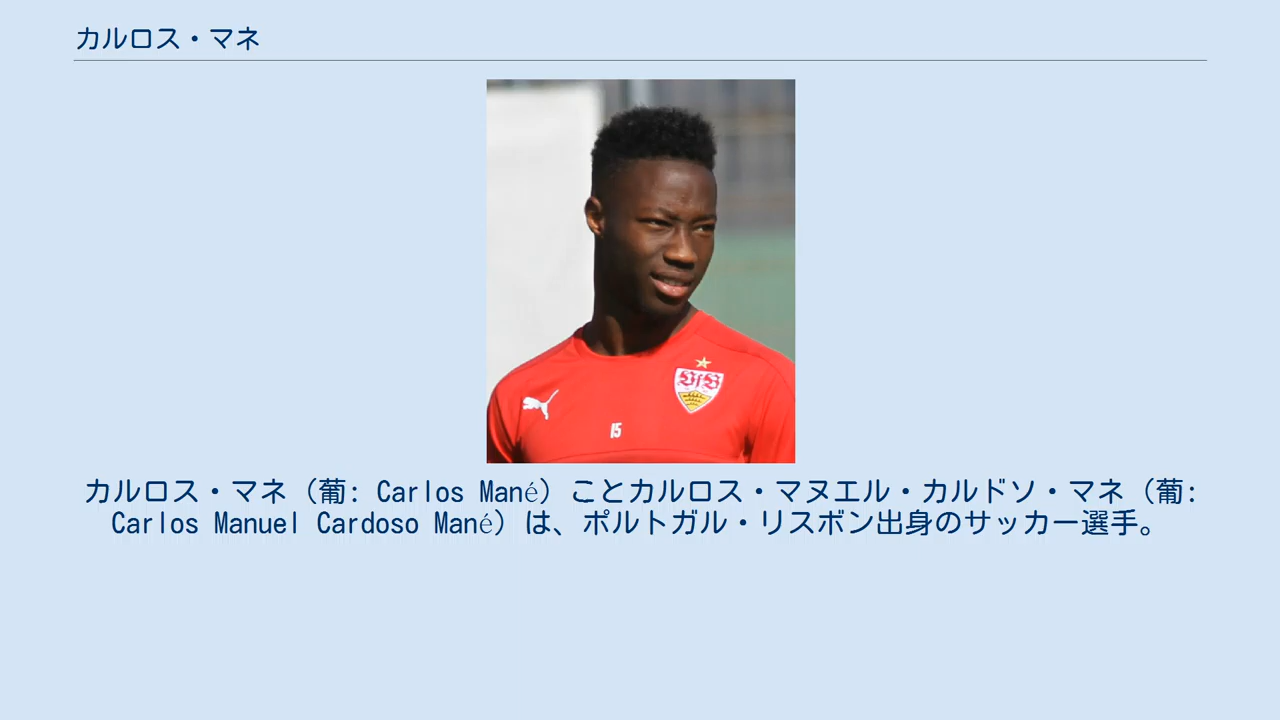 カルロス・マネ
VfB
15
カルロス・マネ（葡: Carlos Mané）ことカルロス・マヌエル・カルドソ・マネ（葡:
Carlos Manuel Cardoso Mané）は、ポルトガル・リスボン出身のサッカー選手。